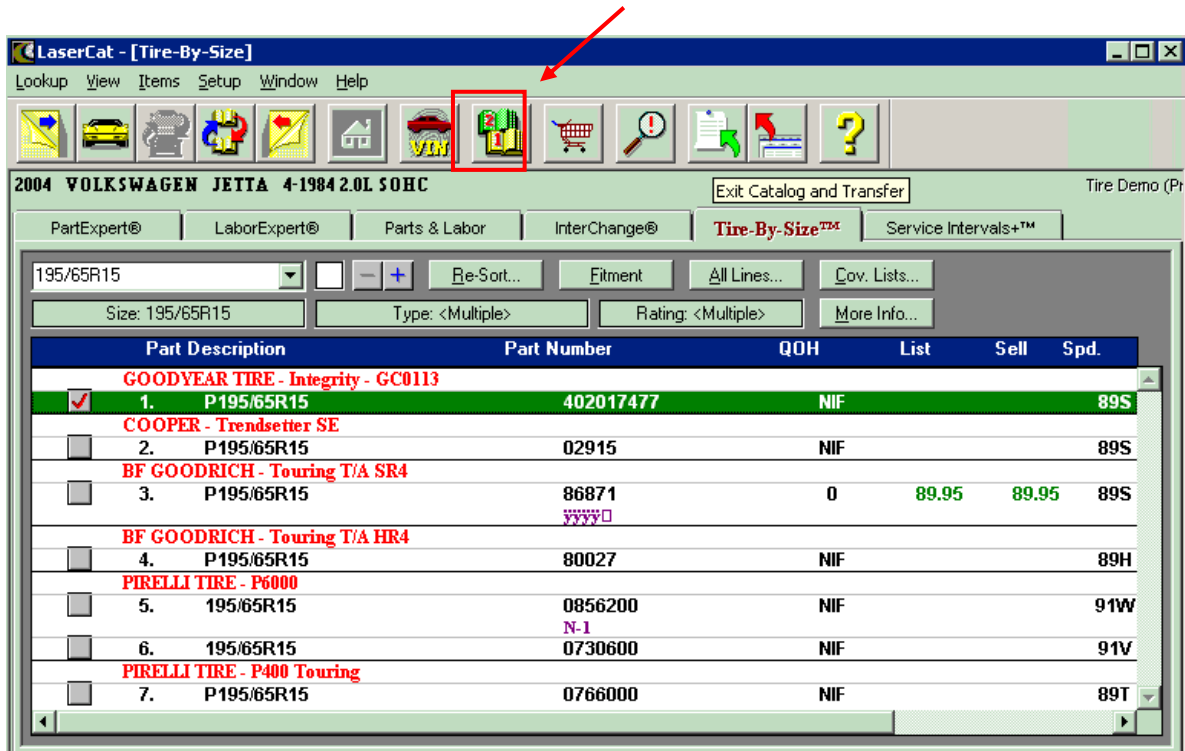 LaserCat - [Tire-By-Size]
Lookup View Items Setup Window Help
VIN 2 1 ! ?
2004 VOLKSWAGEN JETTA 4-1984 2.0L SOHC Exit Catalog and Transfer Tire Demo (Pr
PartExpert® LaborExpert® Parts & Labor InterChange® Tire-By-Size™ Service Intervals+™
195/65R15 Re-Sort... Fitment All Lines... Cov. Lists...
Size: 195/65R15 Type: <Multiple> Rating: <Multiple> More Info...
Part Description Part Number QOH List Sell Spd.
GOODYEAR TIRE - Integrity - GC0113
1. P195/65R15 402017477 NIF 89S
COOPER - Trendsetter SE
2. P195/65R15 02915 NIF 89S
BF GOODRICH - Touring T/A SR4
3. P195/65R15 86871 0 89.95 89.95 89S
ÿÿÿÿ
BF GOODRICH - Touring T/A HR4
4. P195/65R15 80027 NIF 89H
PIRELLI TIRE - P6000
5. 195/65R15 0856200 NIF 91W
N-1
6. 195/65R15 0730600 NIF 91V
PIRELLI TIRE - P400 Touring
7. P195/65R15 0766000 NIF 89T